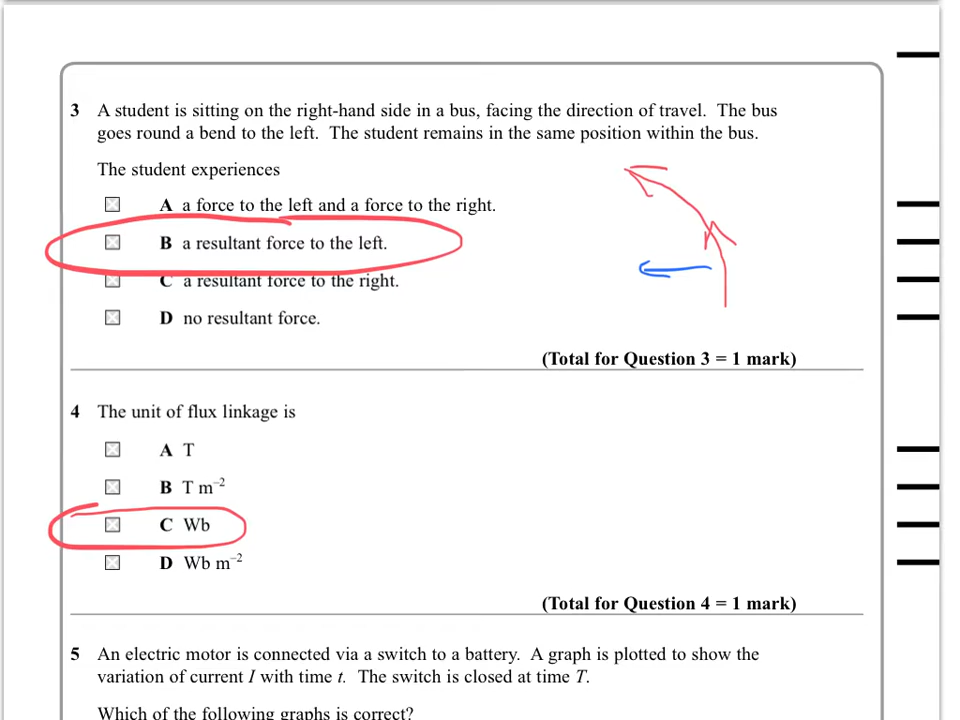 3 A student is sitting on the right-hand side in a bus, facing the direction of travel. The bus
goes round a bend to the left. The student remains in the same position within the bus.
The student experiences
A a force to the left and a force to the right.
B a resultant force to the left.
C a resultant force to the right.
D no resultant force.
(Total for Question 3 = 1 mark)
4 The unit of flux linkage is
A T
B T m⁻²
C Wb
D Wb m⁻²
(Total for Question 4 = 1 mark)
5 An electric motor is connected via a switch to a battery. A graph is plotted to show the
variation of current I with time t. The switch is closed at time T.
Which of the following graphs is correct?